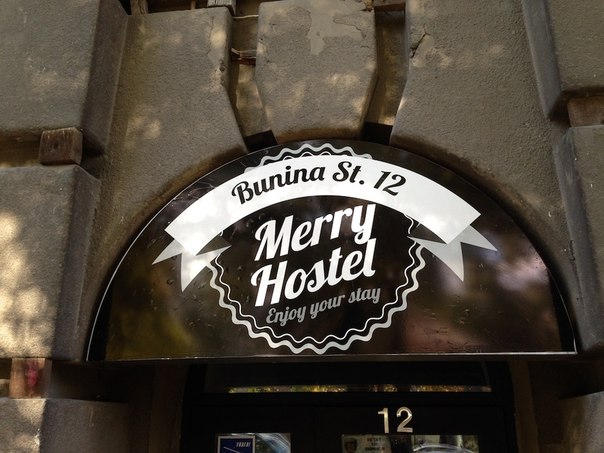 Bunina St. 12
Merry
Hostel
Enjoy your stay
12